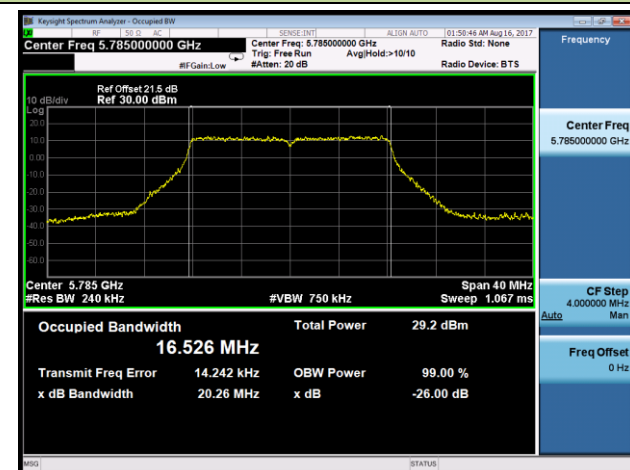 Keysight Spectrum Analyzer - Occupied BW
RF 50 Ω AC SENSE:INT ALIGN AUTO 01:58:46 AM Aug 16, 2017
Center Freq 5.785000000 GHz Center Freq: 5.785000000 GHz Radio Std: None
Trig: Free Run Avg|Hold:>10/10
#IFGain:Low #Atten: 20 dB Radio Device: BTS
Ref Offset 21.5 dB
10 dB/div Ref 30.00 dBm
Log
20.0
10.0
0.00
-10.0
-20.0
-30.0
-40.0
-50.0
-60.0
Center 5.785 GHz Span 40 MHz
#Res BW 240 kHz #VBW 750 kHz Sweep 1.067 ms
Occupied Bandwidth Total Power 29.2 dBm
16.526 MHz
Transmit Freq Error 14.242 kHz OBW Power 99.00 %
x dB Bandwidth 20.26 MHz x dB -26.00 dB
MSG STATUS
Frequency
Center Freq
5.785000000 GHz
CF Step
4.000000 MHz
Auto Man
Freq Offset
0 Hz